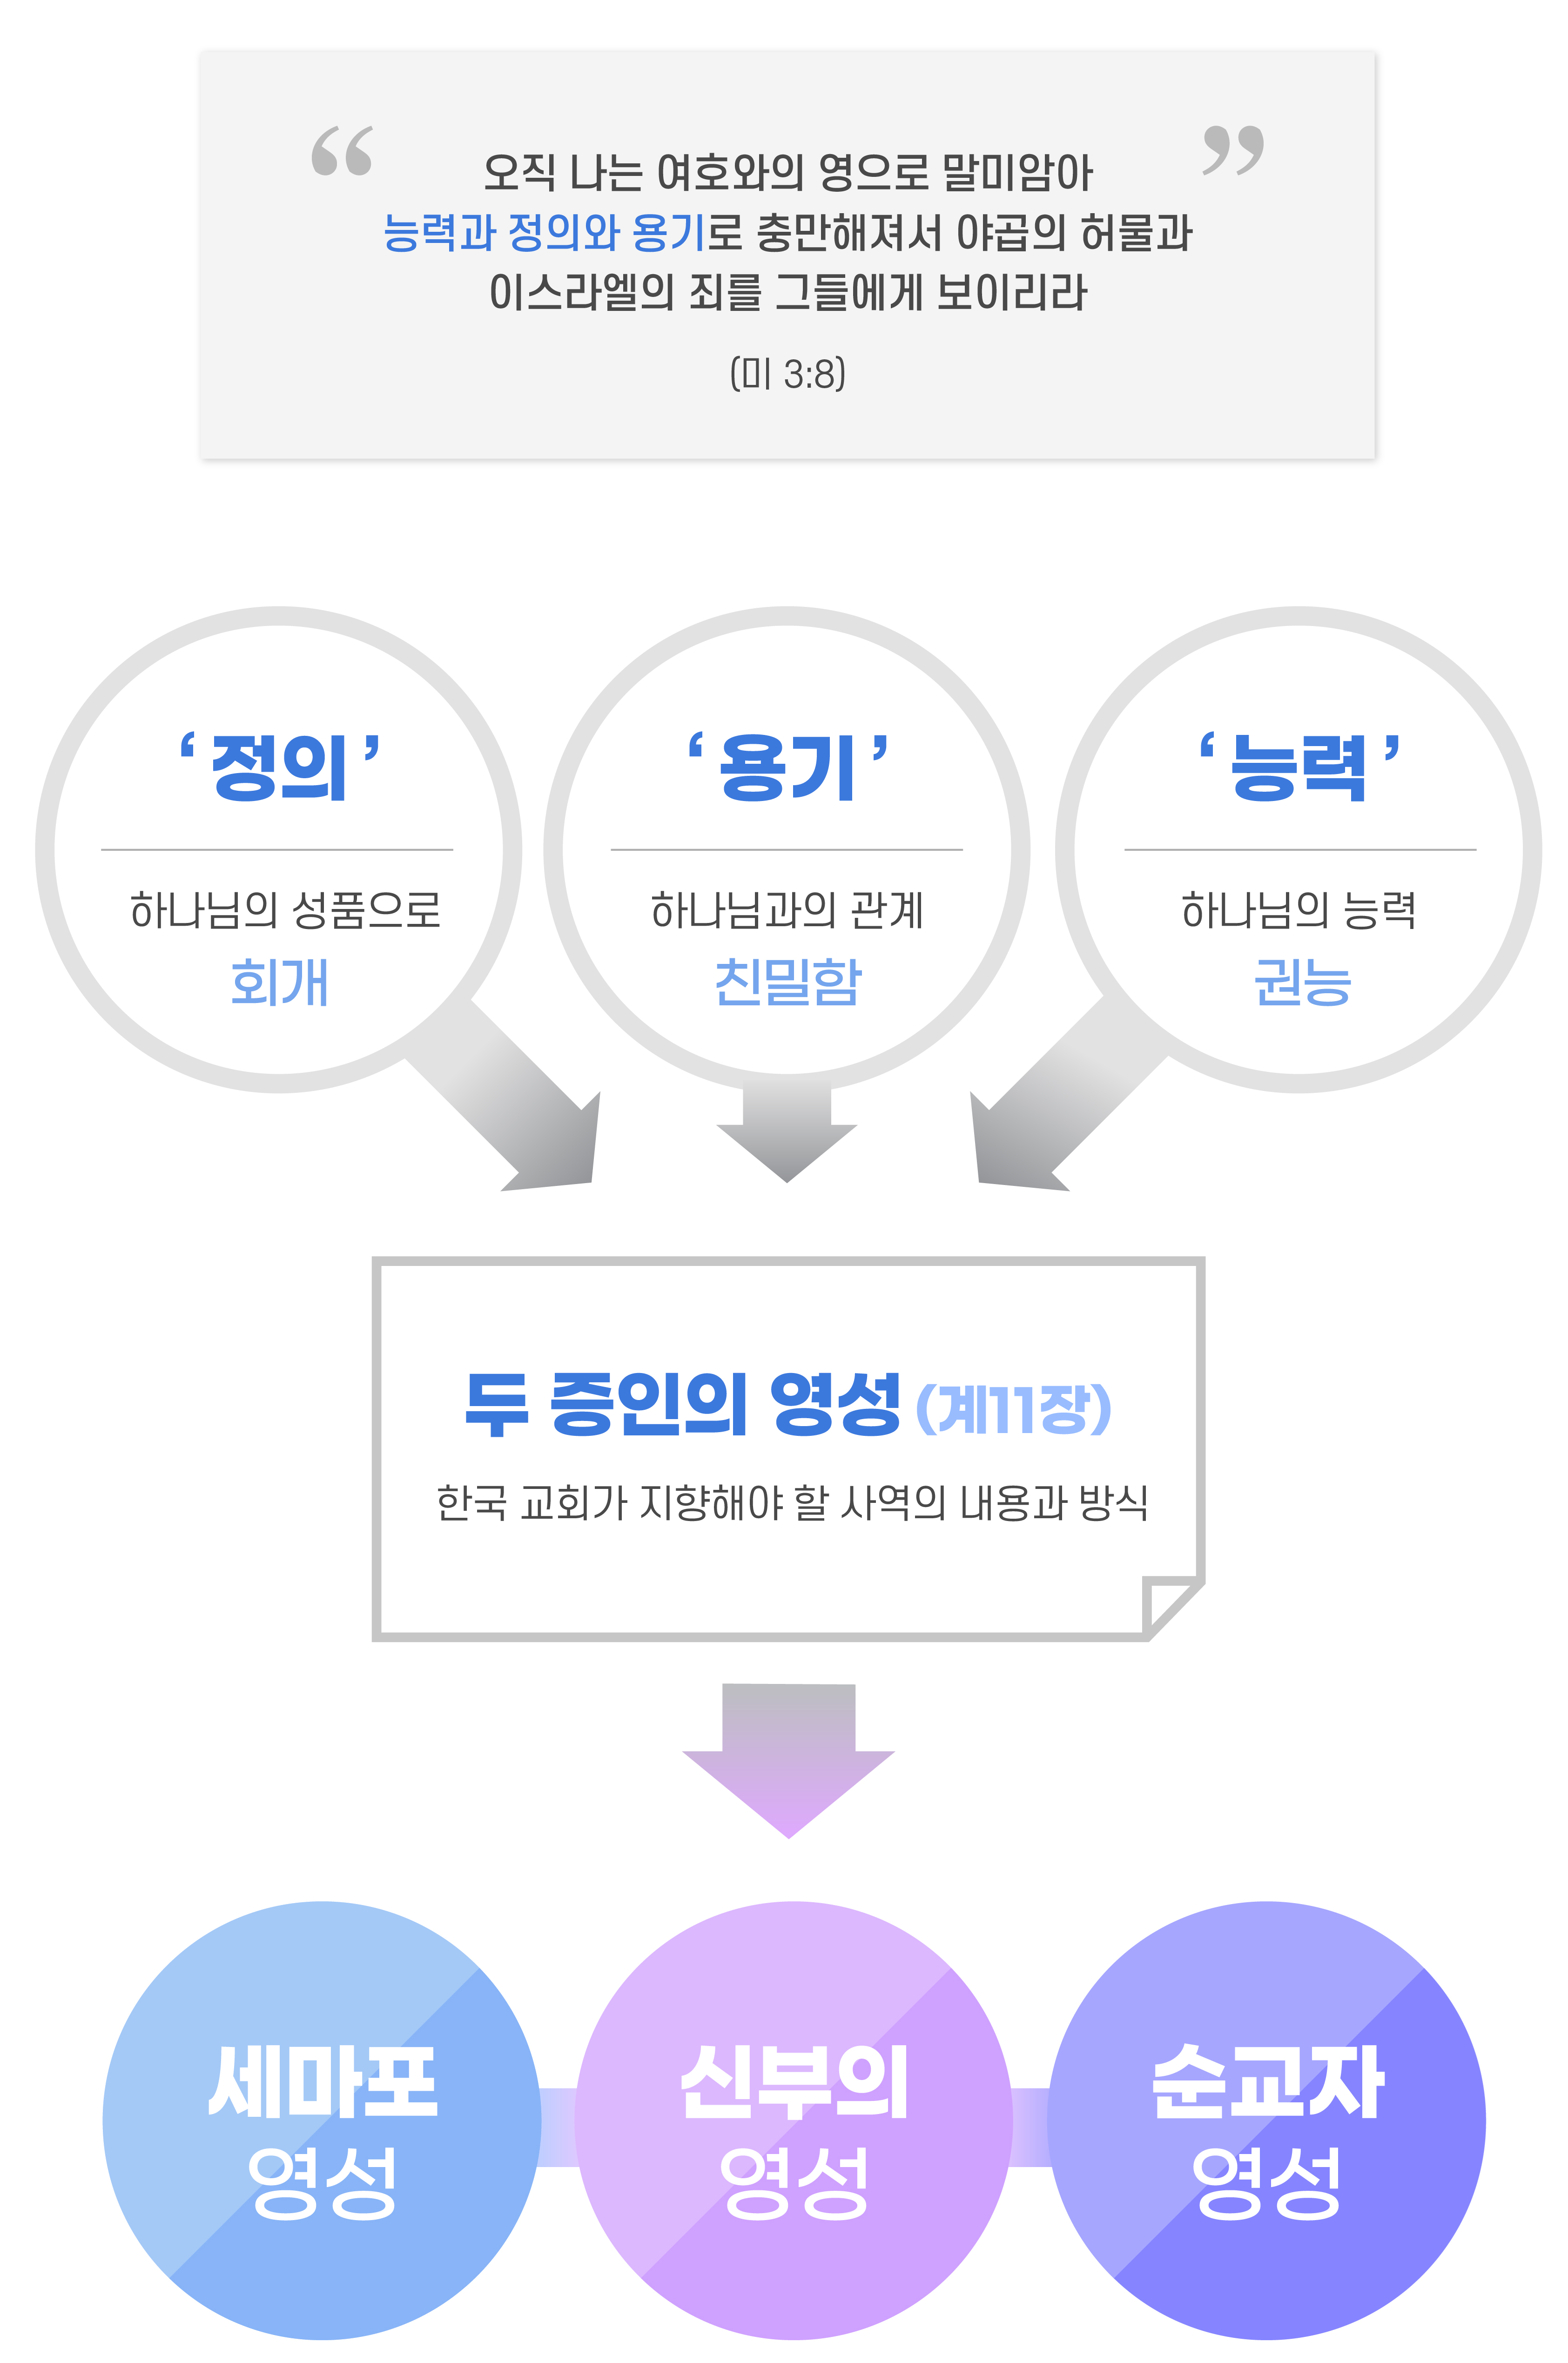 “ 오직 나는 여호와의 영으로 말미암아 ”
능력과 정의와 용기로 충만해져서 야곱의 허물과
이스라엘의 죄를 그들에게 보이리라
(미 3:8)
‘ 정의 ’
하나님의 성품으로
회개
‘ 용기 ’
하나님과의 관계
친밀함
‘ 능력 ’
하나님의 능력
권능
두 증인의 영성 (계11장)
한국 교회가 지향해야 할 사역의 내용과 방식
세마포
영성
신부의
영성
순교자
영성